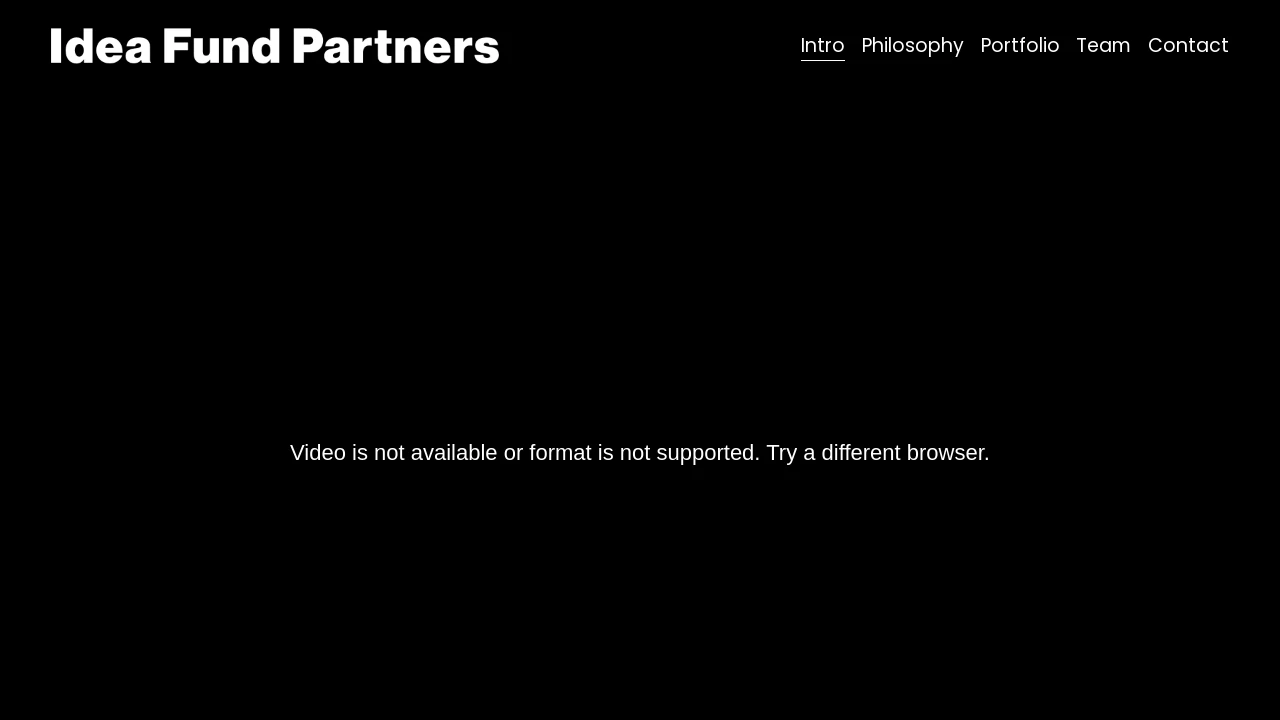 Idea Fund Partners
Intro Philosophy Portfolio Team Contact
Video is not available or format is not supported. Try a different browser.